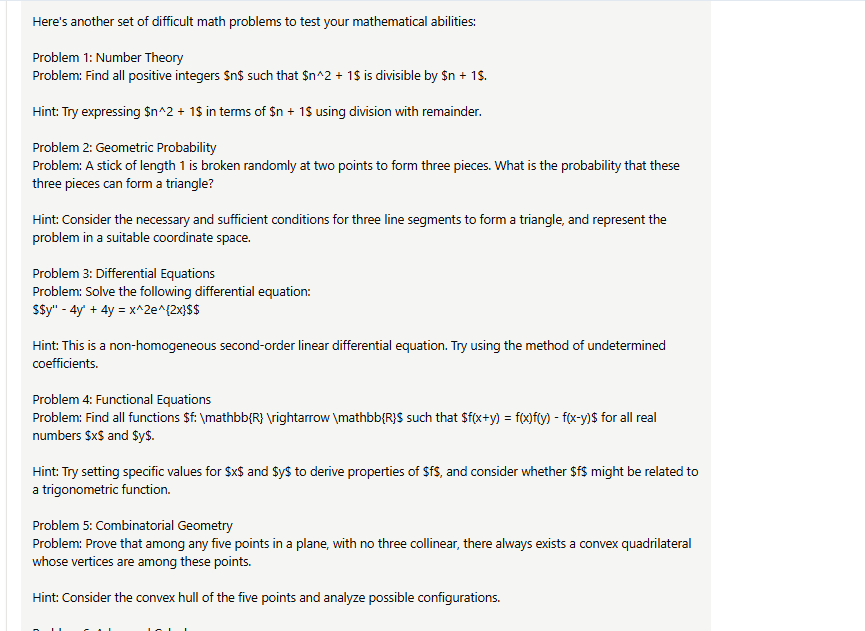 Here's another set of difficult math problems to test your mathematical abilities:
Problem 1: Number Theory
Problem: Find all positive integers $n$ such that $n^2 + 1$ is divisible by $n + 1$.
Hint: Try expressing $n^2 + 1$ in terms of $n + 1$ using division with remainder.
Problem 2: Geometric Probability
Problem: A stick of length 1 is broken randomly at two points to form three pieces. What is the probability that these
three pieces can form a triangle?
Hint: Consider the necessary and sufficient conditions for three line segments to form a triangle, and represent the
problem in a suitable coordinate space.
Problem 3: Differential Equations
Problem: Solve the following differential equation:
$$y'' - 4y' + 4y = x^2e^{2x}$$
Hint: This is a non-homogeneous second-order linear differential equation. Try using the method of undetermined
coefficients.
Problem 4: Functional Equations
Problem: Find all functions $f: \mathbb{R} \rightarrow \mathbb{R}$ such that $f(x+y) = f(x)f(y) - f(x-y)$ for all real
numbers $x$ and $y$.
Hint: Try setting specific values for $x$ and $y$ to derive properties of $f$, and consider whether $f$ might be related to
a trigonometric function.
Problem 5: Combinatorial Geometry
Problem: Prove that among any five points in a plane, with no three collinear, there always exists a convex quadrilateral
whose vertices are among these points.
Hint: Consider the convex hull of the five points and analyze possible configurations.